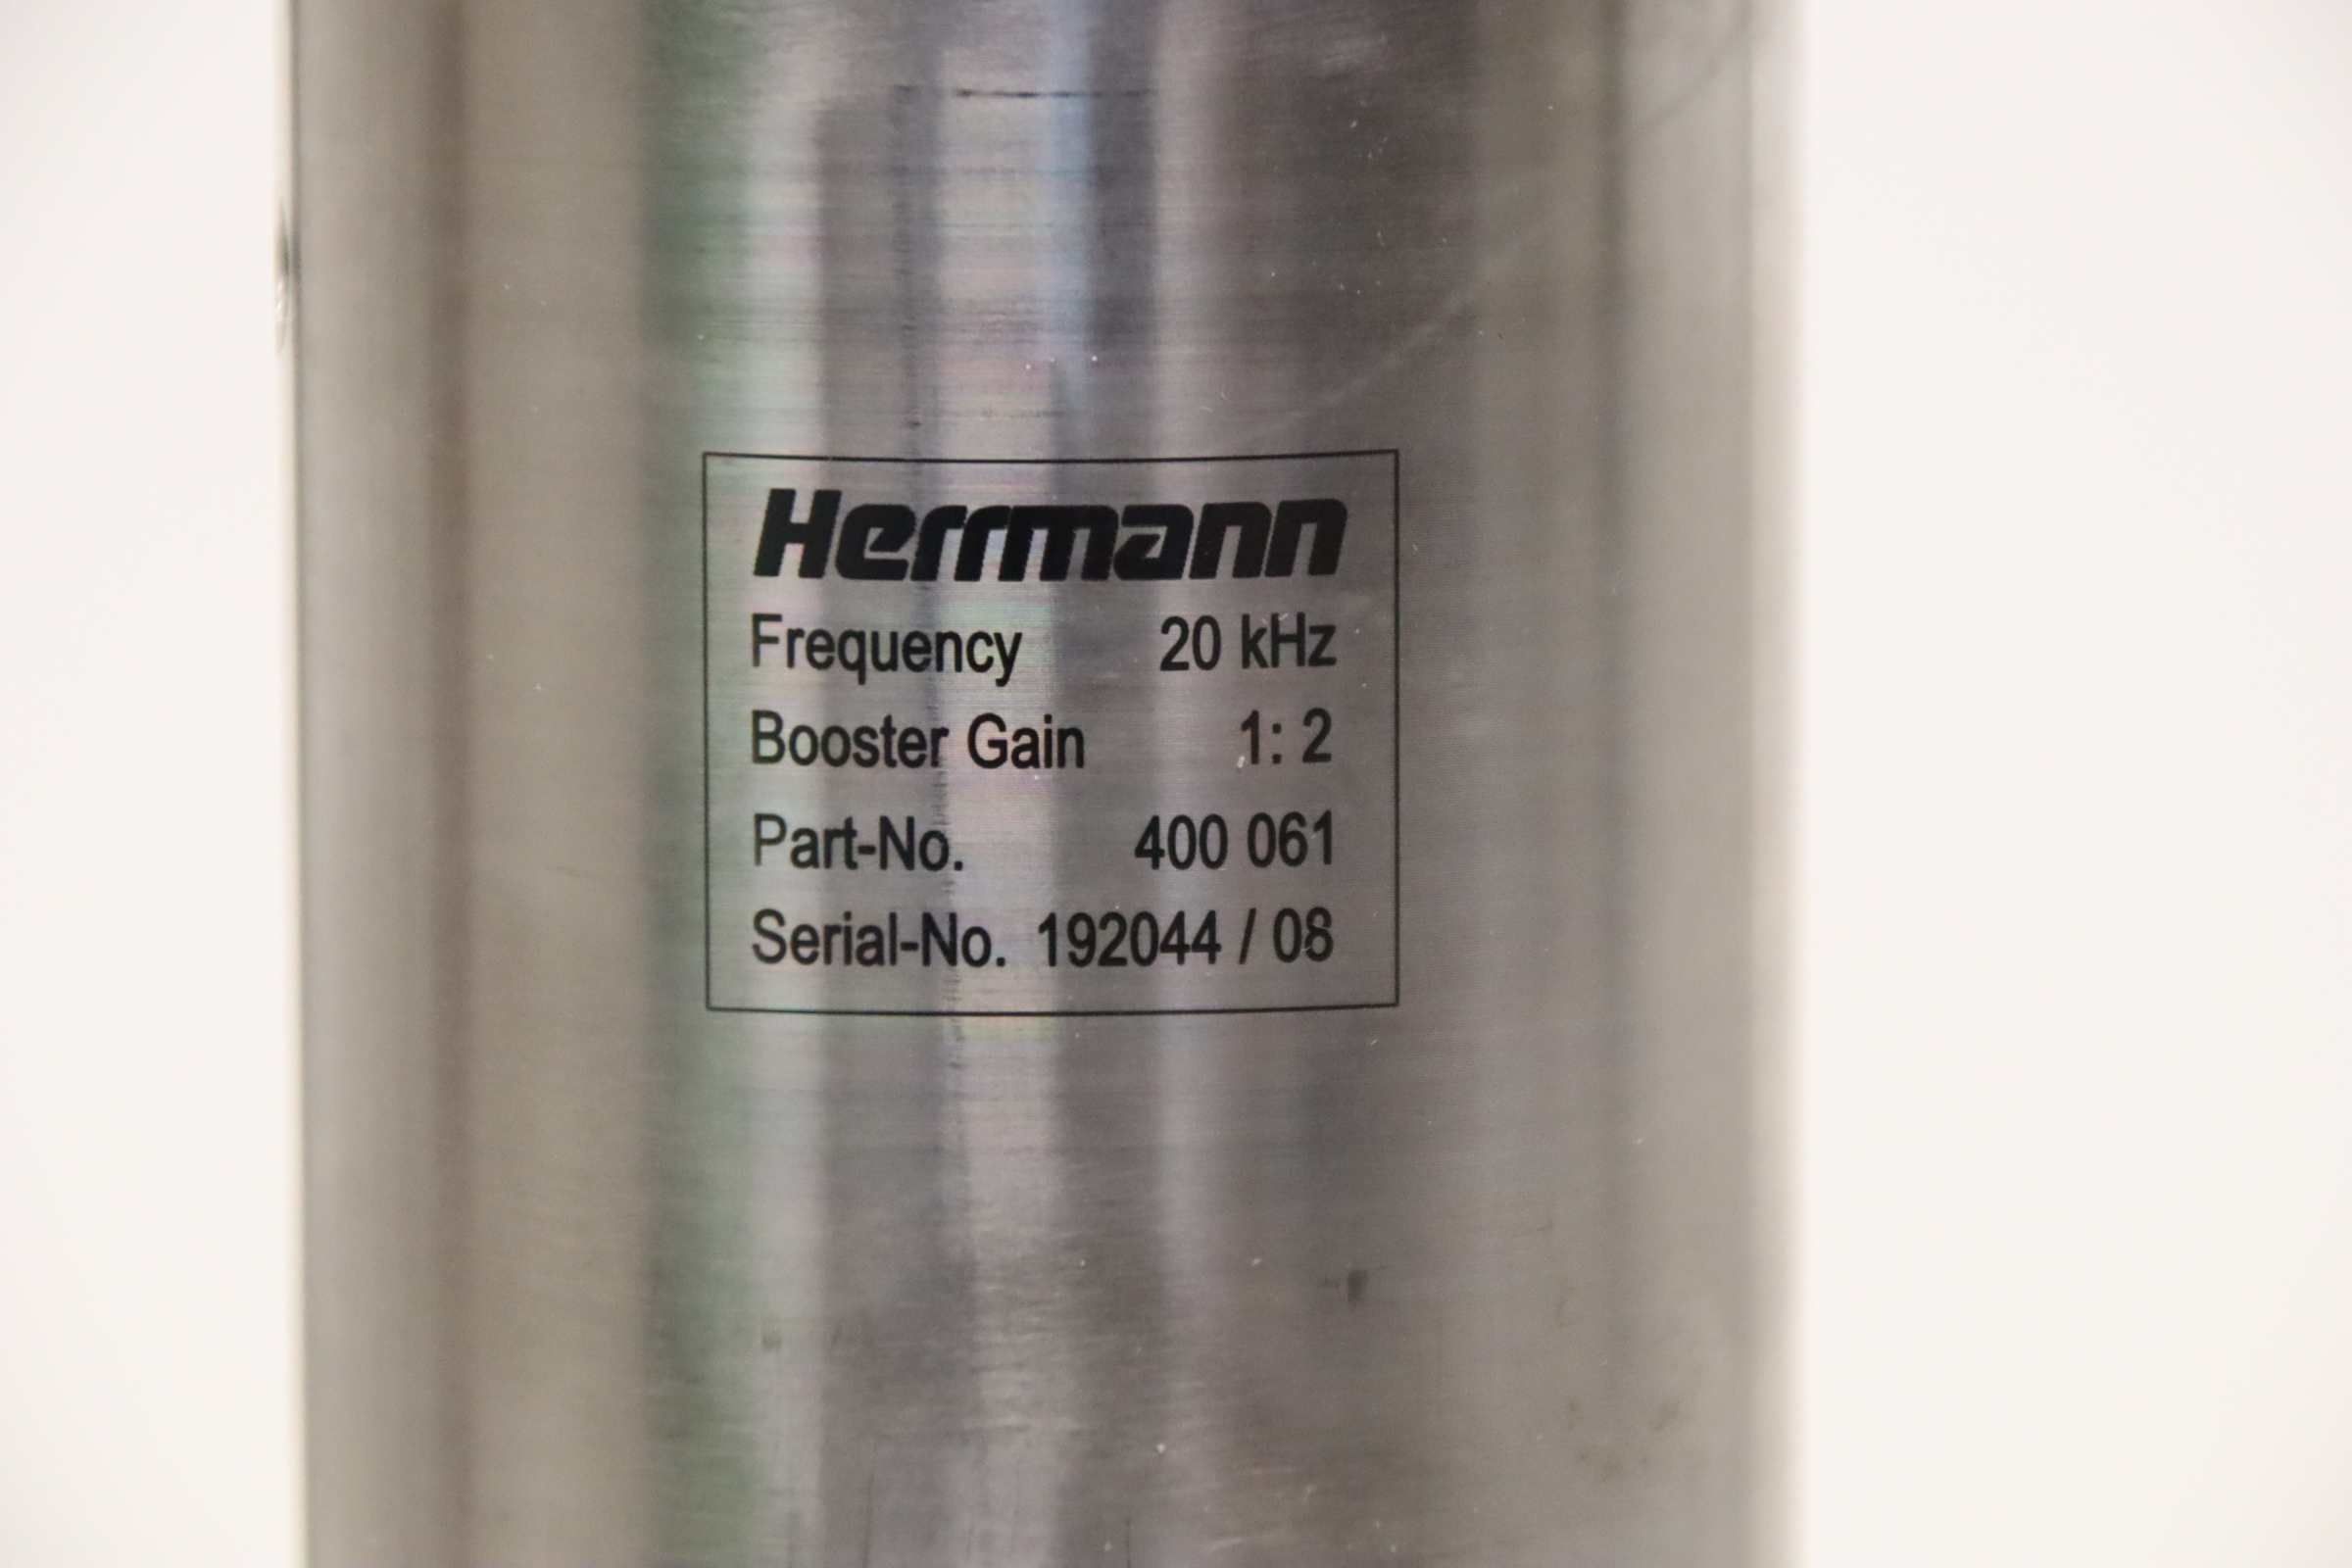 Herrmann
Frequency 20 kHz
Booster Gain 1: 2
Part-No. 400 061
Serial-No. 192044 / 08